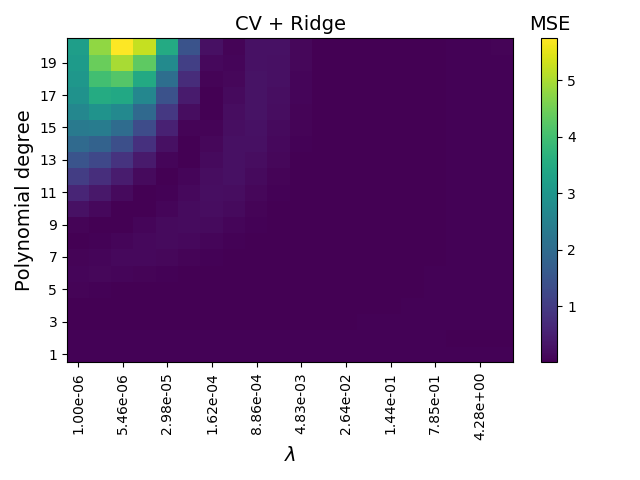 CV + Ridge
MSE
Polynomial degree
19
17
15
13
11
9
7
5
3
1
5
4
3
2
1
1.00e-06
5.46e-06
2.98e-05
1.62e-04
8.86e-04
4.83e-03
2.64e-02
1.44e-01
7.85e-01
4.28e+00
λ